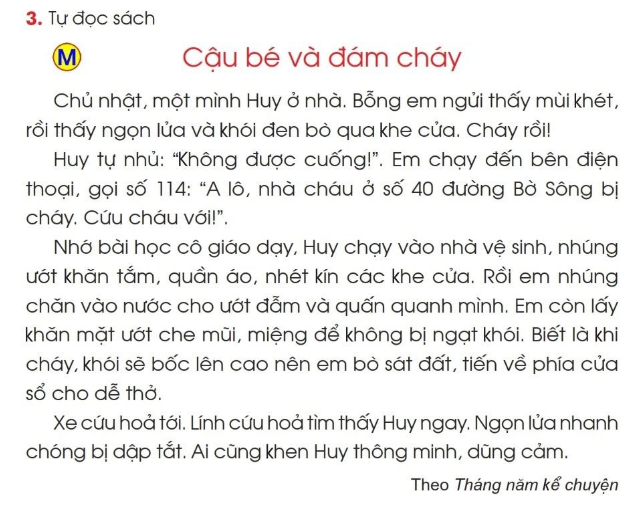 3. Tự đọc sách
M
Cậu bé và đám cháy
Chủ nhật, một mình Huy ở nhà. Bỗng em ngửi thấy mùi khét,
rồi thấy ngọn lửa và khói đen bò qua khe cửa. Cháy rồi!
Huy tự nhủ: “Không được cuống!”. Em chạy đến bên điện
thoại, gọi số 114: “A lô, nhà cháu ở số 40 đường Bờ Sông bị
cháy. Cứu cháu với!”.
Nhớ bài học cô giáo dạy, Huy chạy vào nhà vệ sinh, nhúng
ướt khăn tắm, quần áo, nhét kín các khe cửa. Rồi em nhúng
chăn vào nước cho ướt đẫm và quấn quanh mình. Em còn lấy
khăn mặt ướt che mũi, miệng để không bị ngạt khói. Biết là khi
cháy, khói sẽ bốc lên cao nên em bò sát đất, tiến về phía cửa
sổ cho dễ thở.
Xe cứu hoả tới. Lính cứu hoả tìm thấy Huy ngay. Ngọn lửa nhanh
chóng bị dập tắt. Ai cũng khen Huy thông minh, dũng cảm.
Theo Tháng năm kể chuyện